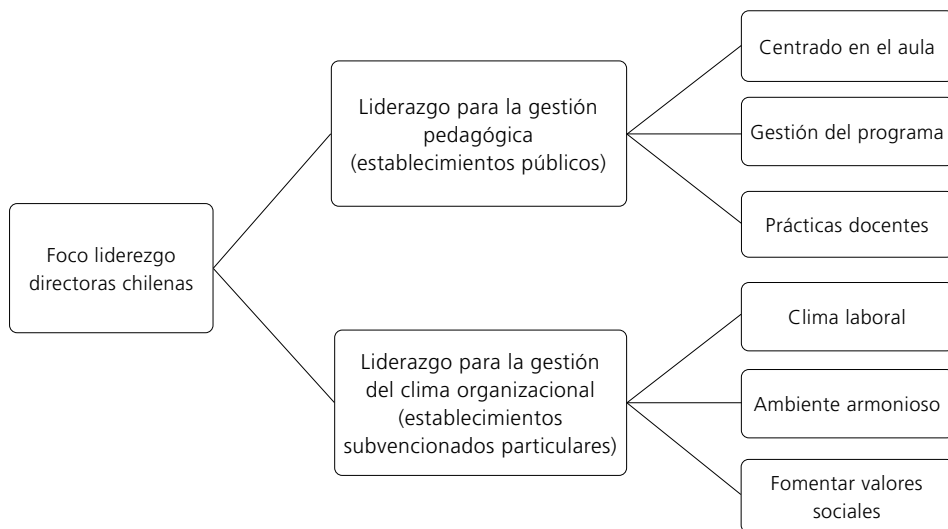 Foco liderezgo
directoras chilenas
Liderazgo para la gestión
pedagógica
(establecimientos públicos)
Centrado en el aula
Gestión del programa
Prácticas docentes
Liderazgo para la gestión
del clima organizacional
(establecimientos
subvencionados particulares)
Clima laboral
Ambiente armonioso
Fomentar valores
sociales